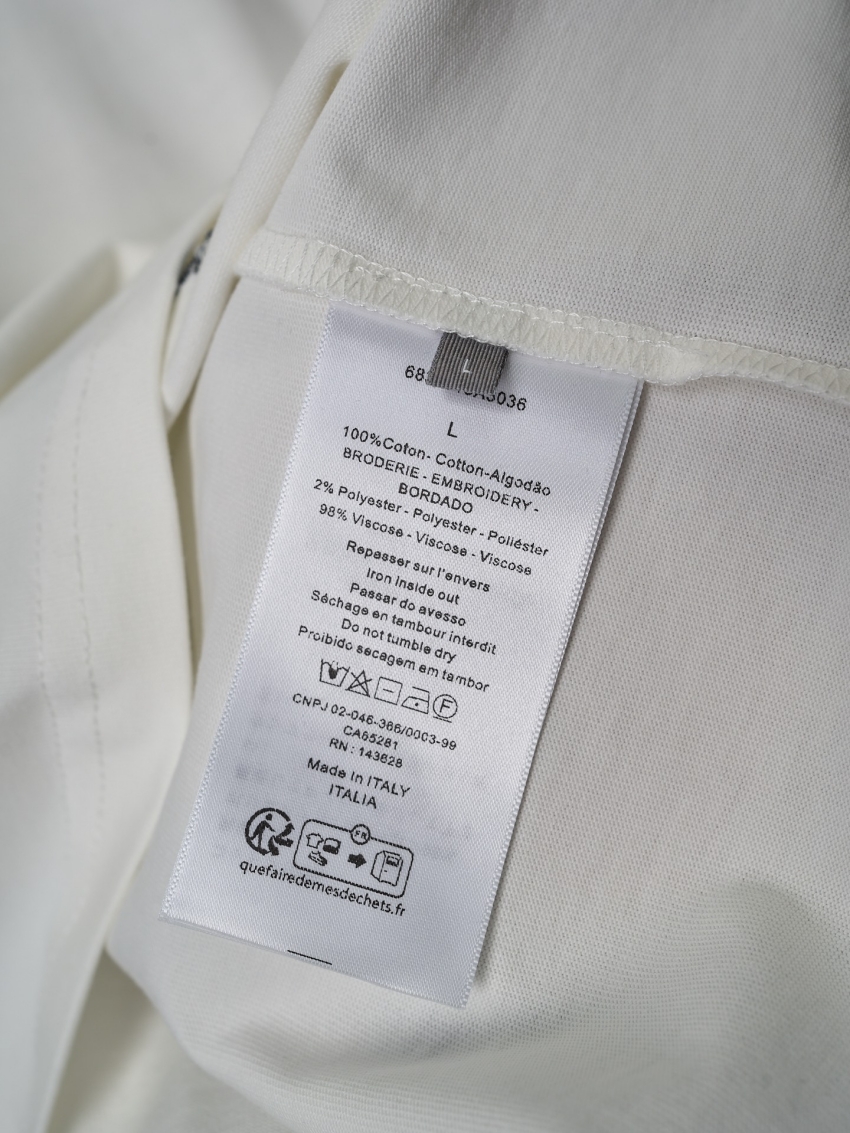 L
L
100%Coton- Cotton-Algodão
BRODERIE - EMBROIDERY -
BORDADO
2% Polyester - Polyester - Poliéster
98% Viscose - Viscose - Viscose
Repasser sur l'envers
Iron inside out
Passar do avesso
Séchage en tambour interdit
Do not tumble dry
Proibido secagem em tambor
F
CNPJ 02-046-386/0003-99
CA65281
RN : 143628
Made in ITALY
ITALIA
FR
quefairedemesdechets.fr